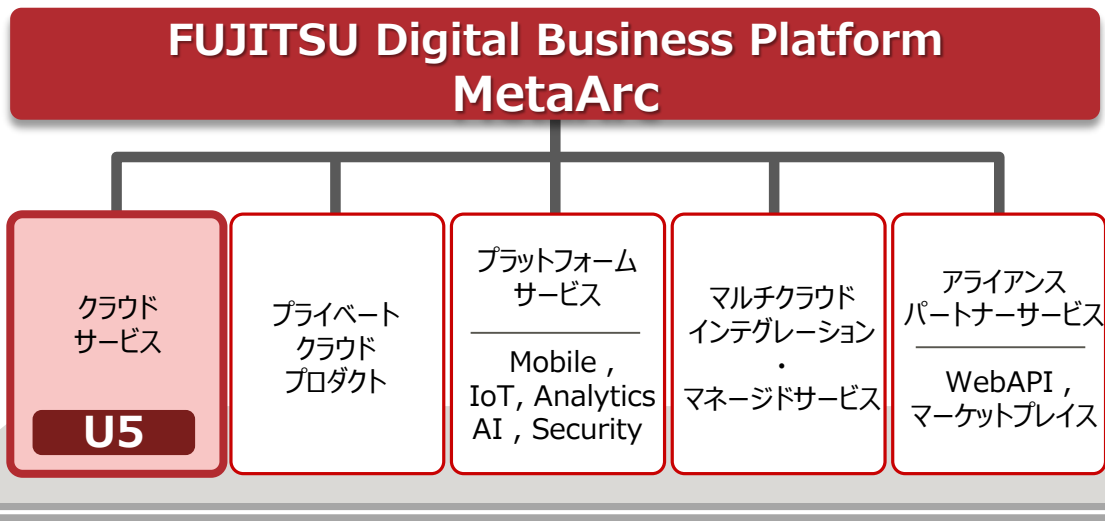 FUJITSU Digital Business Platform
MetaArc
クラウド
サービス
U5
プライベート
クラウド
プロダクト
プラットフォーム
サービス
Mobile ,
IoT, Analytics
AI , Security
マルチクラウド
インテグレーション
・
マネージドサービス
アライアンス
パートナーサービス
WebAPI ,
マーケットプレイス